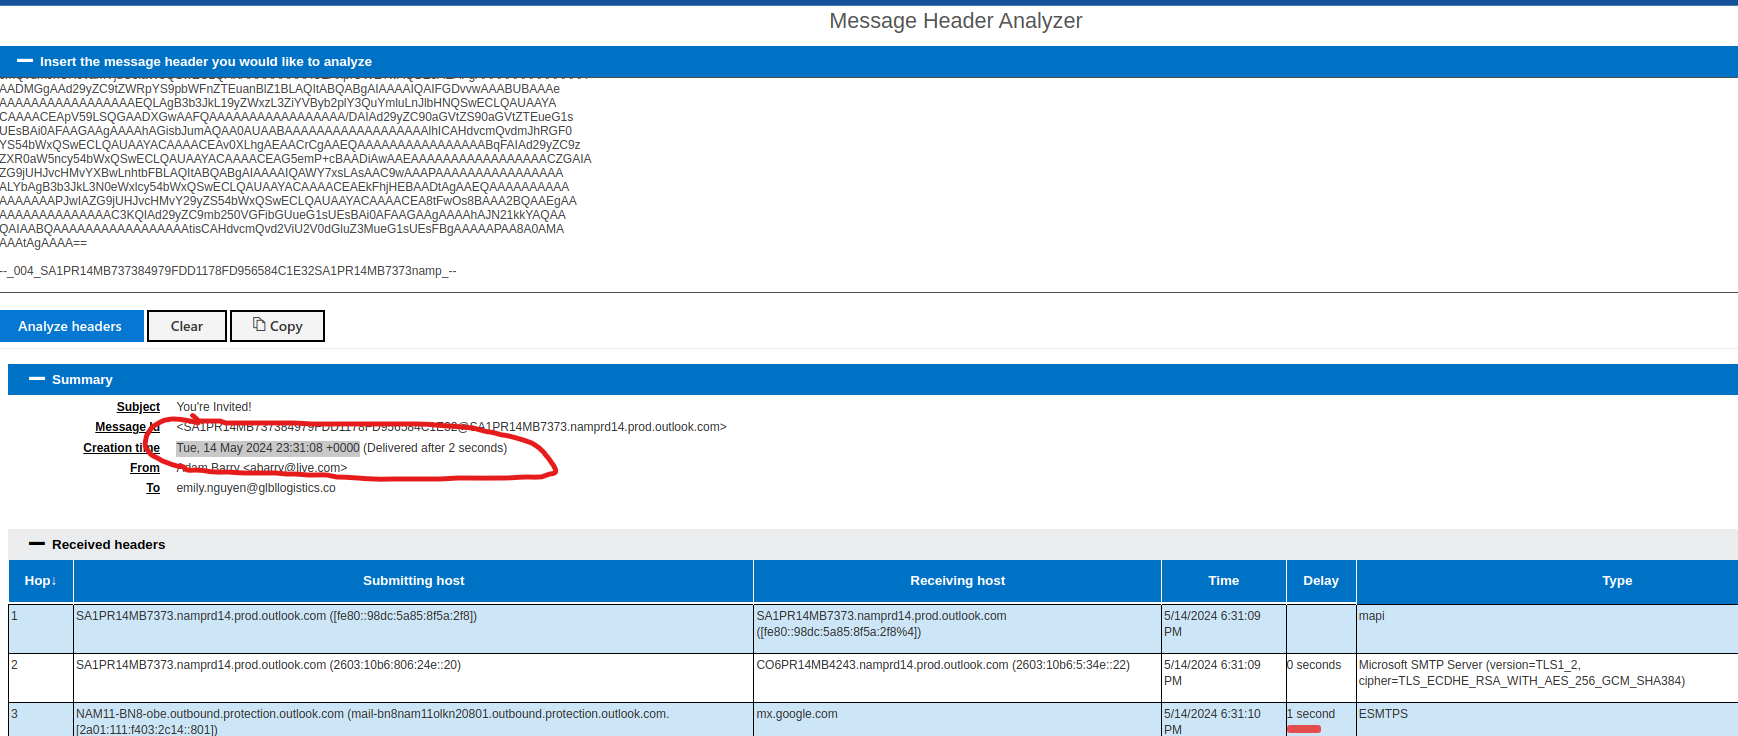 Message Header Analyzer
Insert the message header you would like to analyze
AADMGgAAd29yZC9tZWRpYS9pbWFnZTEuanBlZ1BLAQItABQABgAIAAAAIQAIFGDvvwAAABUBAAAe
AAAAAAAAAAAAAAAAAEQLAgB3b3JkL19yZWxzL3ZiYVByb2plY3QuYmluLnJlbHNQSwECLQAUAAYA
CAAAACEApV59LSQGAADXGwAAFQAAAAAAAAAAAAAAAAA/DAIAd29yZC90aGVtZS90aGVtZTEueG1s
UEsBAi0AFAAGAAgAAAAhAGisbJumAQAA0AUAABAAAAAAAAAAAAAAAAAAlhICAHdvcmQvdmJhRGF0
YS54bWxQSwECLQAUAAYACAAAACEAv0XLhgAEAACrCgAAEQAAAAAAAAAAAAAAAABqFAIAd29yZC9z
ZXR0aW5ncy54bWxQSwECLQAUAAYACAAAACEAG5emP+cBAADiAwAAEAAAAAAAAAAAAAAAAACZGAIA
ZG9jUHJvcHMvYXBwLnhtbFBLAQItABQABgAIAAAAIQAWY7xsLAsAAC9wAAAPAAAAAAAAAAAAAAAA
ALYbAgB3b3JkL3N0eWxlcy54bWxQSwECLQAUAAYACAAAACEAEkFhjHEBAADtAgAAEQAAAAAAAAAA
AAAAAAAPJwIAZG9jUHJvcHMvY29yZS54bWxQSwECLQAUAAYACAAAACEA8tFwOs8BAAA2BQAAEgAA
AAAAAAAAAAAAAAC3KQIAd29yZC9mb250VGFibGUueG1sUEsBAi0AFAAGAAgAAAAhAJN21kkYAQAA
QAIAABQAAAAAAAAAAAAAAAAAtisCAHdvcmQvd2ViU2V0dGluZ3MueG1sUEsFBgAAAAAPAA8A0AMA
AAAtAgAAAA==
--_004_SA1PR14MB737384979FDD1178FD956584C1E32SA1PR14MB7373namp_--
Analyze headers Clear Copy
Summary
Subject You're Invited!
Message Id <SA1PR14MB737384979FDD1178FD956584C1E32@SA1PR14MB7373.namprd14.prod.outlook.com>
Creation time Tue, 14 May 2024 23:31:08 +0000 (Delivered after 2 seconds)
From Adam Barry <abarry@live.com>
To emily.nguyen@glbllogistics.co
Received headers
Hop↓ Submitting host Receiving host Time Delay Type
1 SA1PR14MB7373.namprd14.prod.outlook.com ([fe80::98dc:5a85:8f5a:2f8]) SA1PR14MB7373.namprd14.prod.outlook.com 5/14/2024 6:31:09 mapi
([fe80::98dc:5a85:8f5a:2f8%4]) PM
2 SA1PR14MB7373.namprd14.prod.outlook.com (2603:10b6:806:24e::20) CO6PR14MB4243.namprd14.prod.outlook.com (2603:10b6:5:34e::22) 5/14/2024 6:31:09 0 seconds Microsoft SMTP Server (version=TLS1_2,
PM cipher=TLS_ECDHE_RSA_WITH_AES_256_GCM_SHA384)
3 NAM11-BN8-obe.outbound.protection.outlook.com (mail-bn8nam11olkn20801.outbound.protection.outlook.com. mx.google.com 5/14/2024 6:31:10 1 second ESMTPS
[2a01:111:f403:2c14::801]) PM